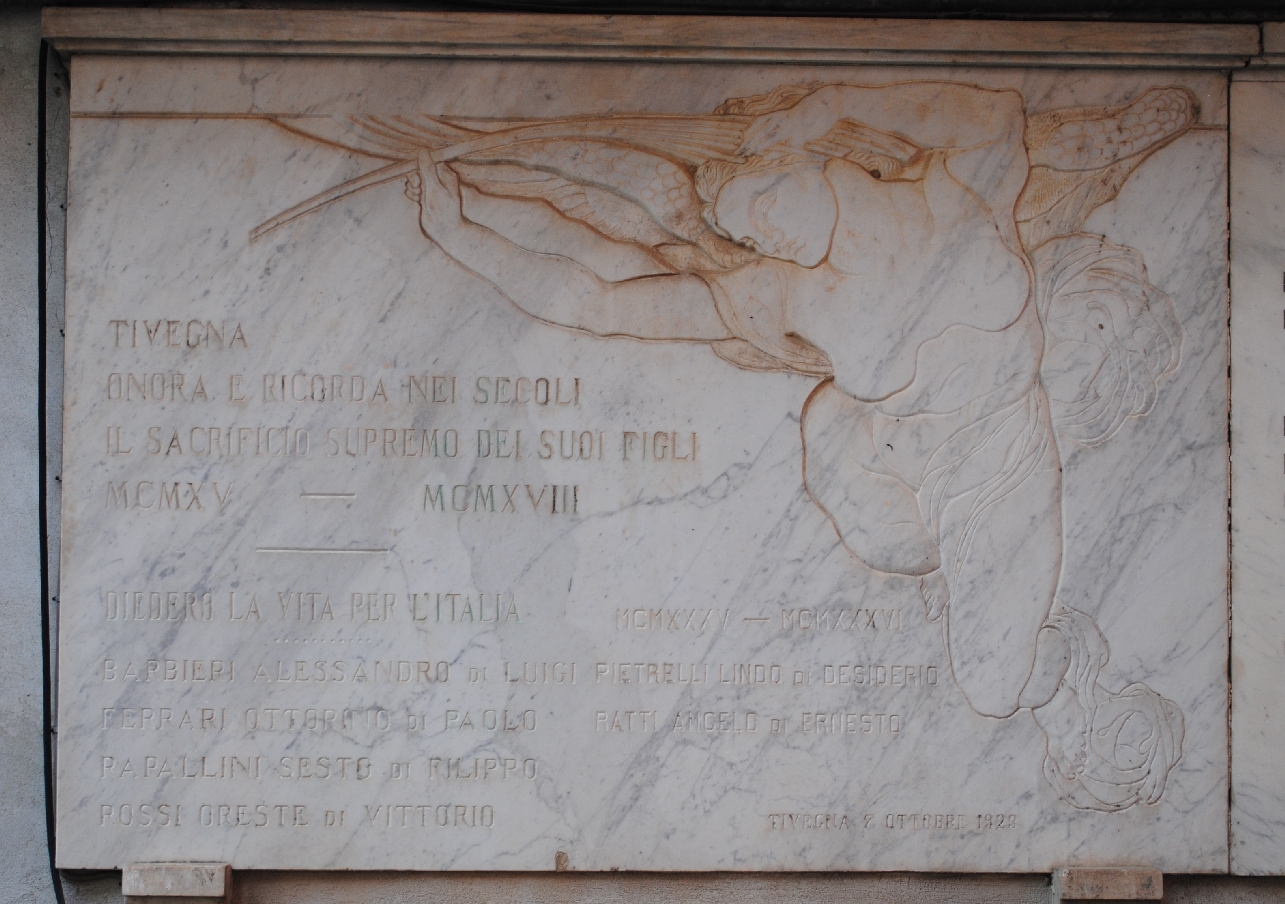 TIVEGNA
ONORA E RICORDA NEI SECOLI
IL SACRIFICIO SUPREMO DEI SUOI FIGLI
MCMXV — MCMXVIII
DIEDERO LA VITA PER L'ITALIA
BARBIERI ALESSANDRO DI LUIGI
FERRARI OTTORINO DI PAOLO
PAPALLINI SESTO DI FILIPPO
ROSSI ORESTE DI VITTORIO
MCMXXXV — MCMXXXVI
PIETRELLI LINDO DI DESIDERIO
RATTI ANGELO DI ERNESTO
TIVEGNA OTTOBRE 1928